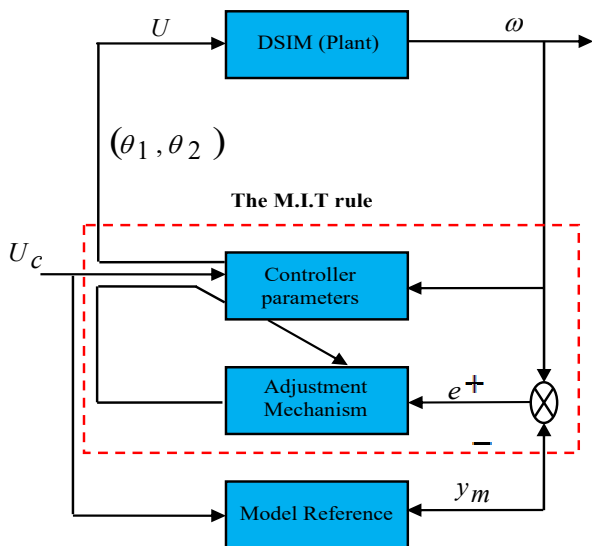 U
DSIM (Plant)
ω
(θ1 , θ2 )
The M.I.T rule
Uc
Controller
parameters
Adjustment
Mechanism
e
+
−
Model Reference
ym